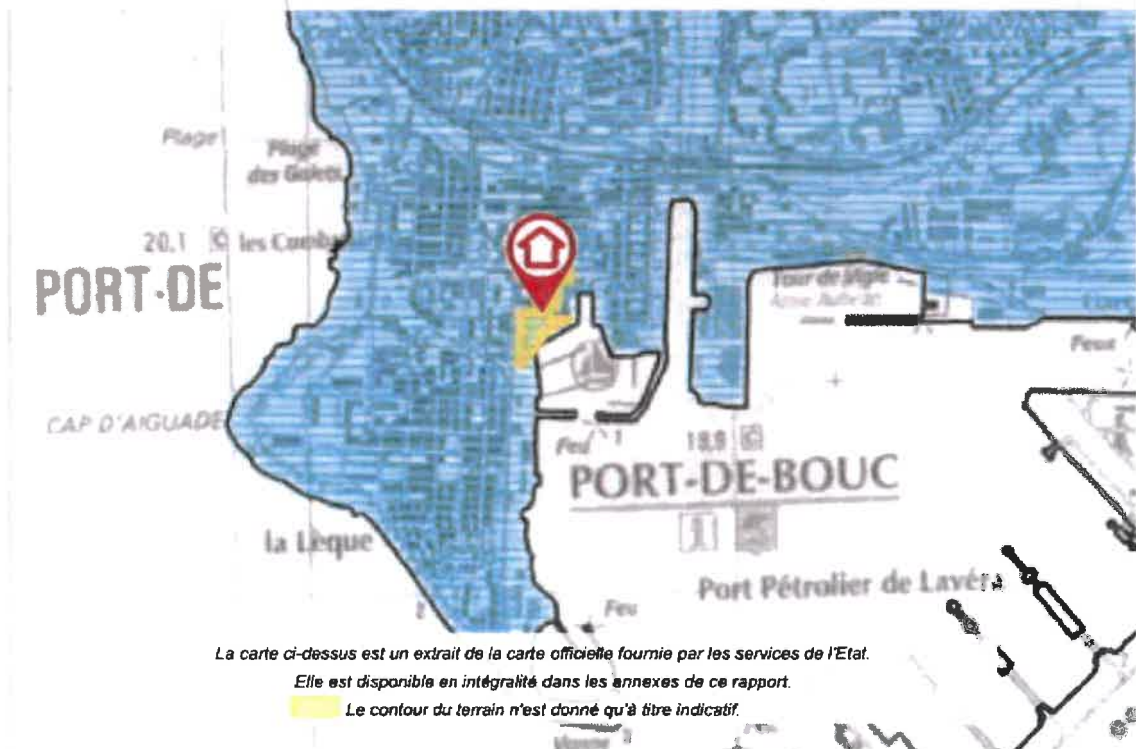 Plage
Plage
des Galets
20.1 C les Combe
PORT-DE
Tour de Vigie
Feux
CAP D'AIGUADE
Feu 1
18.9 C
PORT-DE-BOUC
la Lèque
Port Pétrolier de Lavéra
2
Feu
La carte ci-dessus est un extrait de la carte officielle fournie par les services de l'Etat.
Elle est disponible en intégralité dans les annexes de ce rapport.
Le contour du terrain n'est donné qu'à titre indicatif.